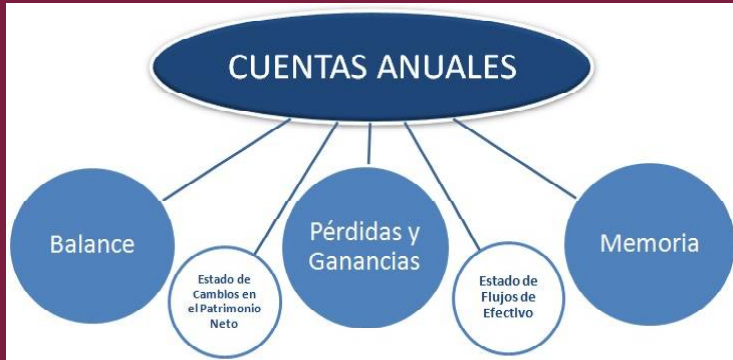 CUENTAS ANUALES
Balance
Estado de
Cambios en
el Patrimonio
Neto
Pérdidas y
Ganancias
Estado de
Flujos de
Efectivo
Memoria